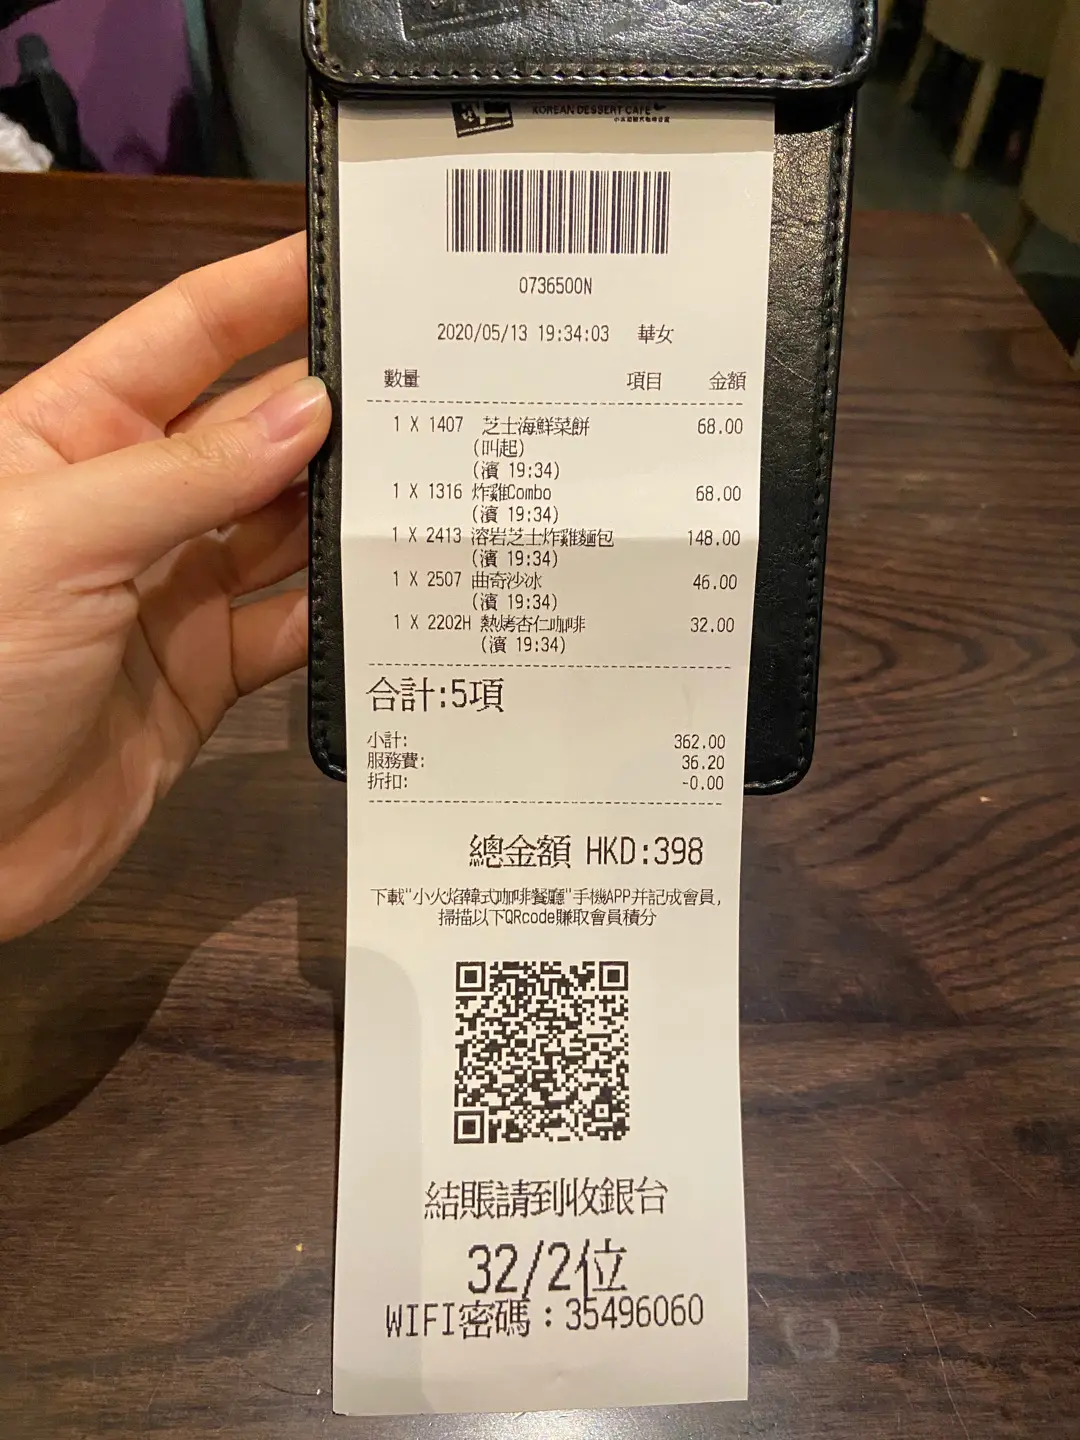 KOREAN DESSERT CAFE
0736500N
2020/05/13 19:34:03 華女
數量 項目 金額
1 X 1407 芝士海鮮菜餅 68.00
(叫起)
(濱 19:34)
1 X 1316 炸雞Combo 68.00
(濱 19:34)
1 X 2413 溶岩芝士炸雞麵包 148.00
(濱 19:34)
1 X 2507 曲奇沙冰 46.00
(濱 19:34)
1 X 2202H 熱烤杏仁咖啡 32.00
(濱 19:34)
合計:5項
小計: 362.00
服務費: 36.20
折扣: -0.00
總金額 HKD:398
下載"小火焰韓式咖啡餐廳"手機APP并記成會員,
掃描以下QRcode賺取會員積分
結賬請到收銀台
32/2位
WIFI密碼:35496060